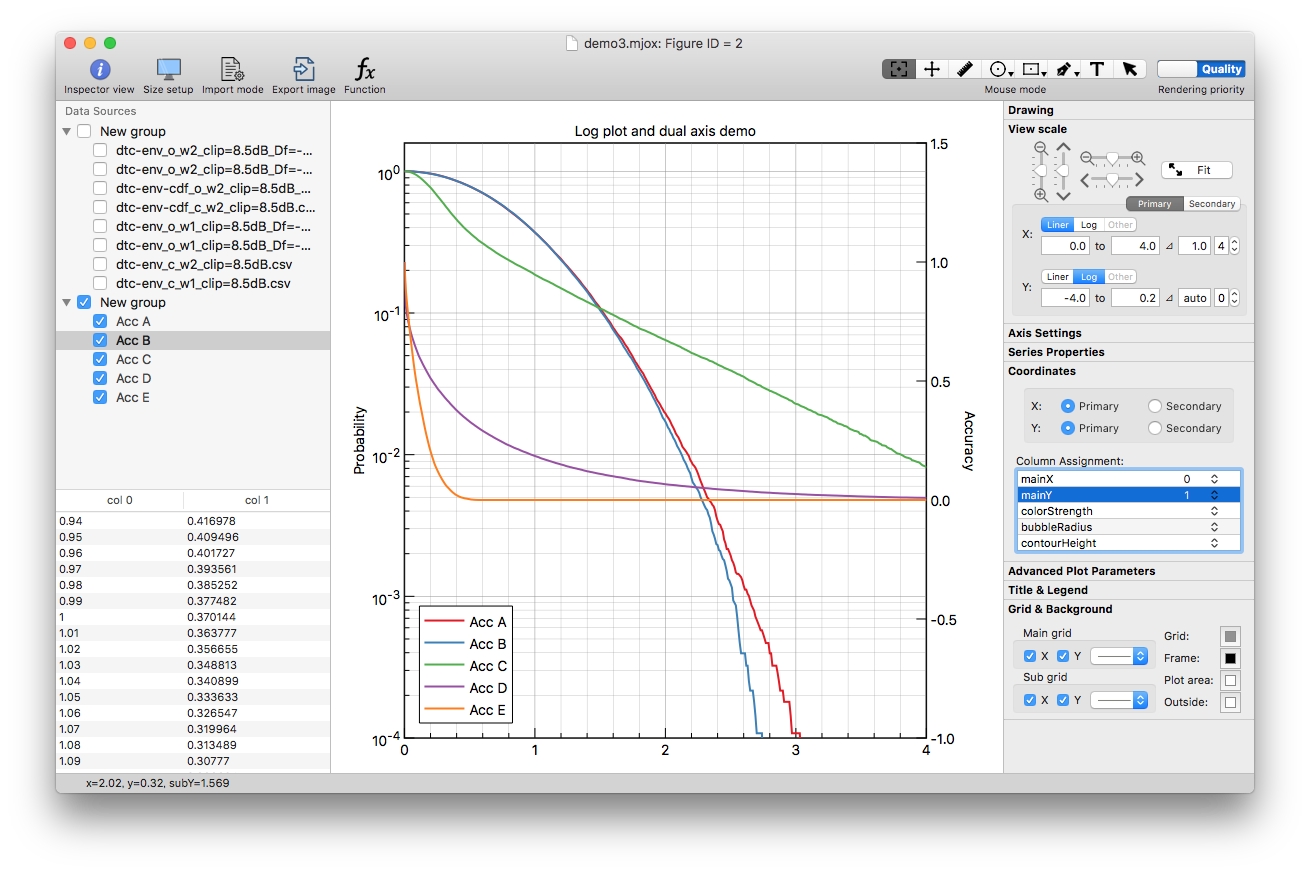 demo3.mjox: Figure ID = 2
Inspector view Size setup Import mode Export image Function
Mouse mode
Quality
Rendering priority
Data Sources
New group
dtc-env_o_w2_clip=8.5dB_Df=-...
dtc-env_o_w2_clip=8.5dB_Df=-...
dtc-env-cdf_o_w2_clip=8.5dB_...
dtc-env-cdf_c_w2_clip=8.5dB.c...
dtc-env_o_w1_clip=8.5dB_Df=-...
dtc-env_o_w1_clip=8.5dB_Df=-...
dtc-env_c_w2_clip=8.5dB.csv
dtc-env_c_w1_clip=8.5dB.csv
New group
Acc A
Acc B
Acc C
Acc D
Acc E
col 0 col 1
0.94 0.416978
0.95 0.409496
0.96 0.401727
0.97 0.393561
0.98 0.385252
0.99 0.377482
1 0.370144
1.01 0.363777
1.02 0.356655
1.03 0.348813
1.04 0.340899
1.05 0.333633
1.06 0.326547
1.07 0.319964
1.08 0.313489
1.09 0.30777
x=2.02, y=0.32, subY=1.569
Log plot and dual axis demo
10^0
10^-1
10^-2
10^-3
10^-4
Probability
0 1 2 3 4
1.5
1.0
0.5
0.0
-0.5
-1.0
Accuracy
Acc A
Acc B
Acc C
Acc D
Acc E
Drawing
View scale
Fit
Primary Secondary
X: Liner Log Other
0.0 to 4.0 ⊿ 1.0 4
Y: Liner Log Other
-4.0 to 0.2 ⊿ auto 0
Axis Settings
Series Properties
Coordinates
X: Primary Secondary
Y: Primary Secondary
Column Assignment:
mainX 0
mainY 1
colorStrength
bubbleRadius
contourHeight
Advanced Plot Parameters
Title & Legend
Grid & Background
Main grid
X Y
Sub grid
X Y
Grid:
Frame:
Plot area:
Outside: